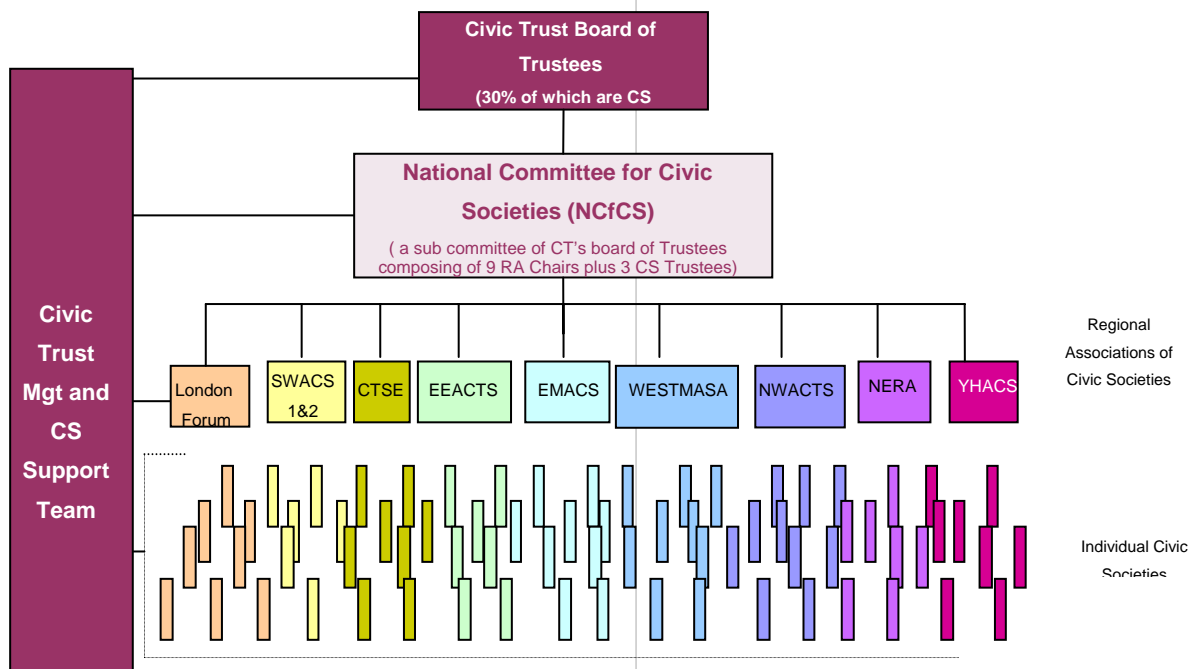 Civic Trust Board of
Trustees
(30% of which are CS
National Committee for Civic
Societies (NCfCS)
( a sub committee of CT’s board of Trustees
composing of 9 RA Chairs plus 3 CS Trustees)
Civic
Trust
Mgt and
CS
Support
Team
London
Forum
SWACS
1&2
CTSE
EEACTS
EMACS
WESTMASA
NWACTS
NERA
YHACS
Regional
Associations of
Civic Societies
Individual Civic
Societies